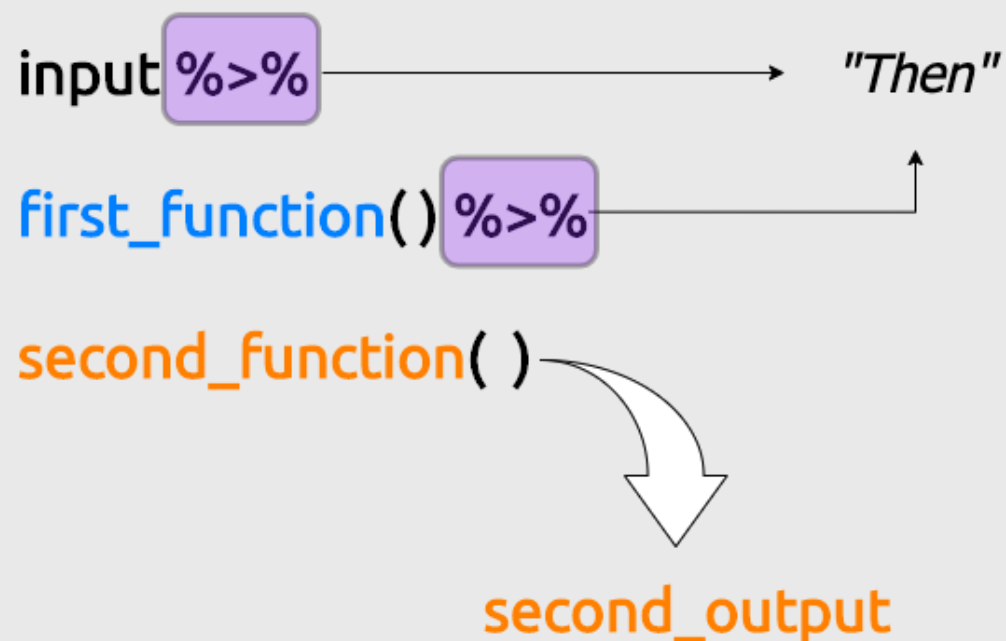 input %>% "Then"
first_function() %>%
second_function( )
second_output